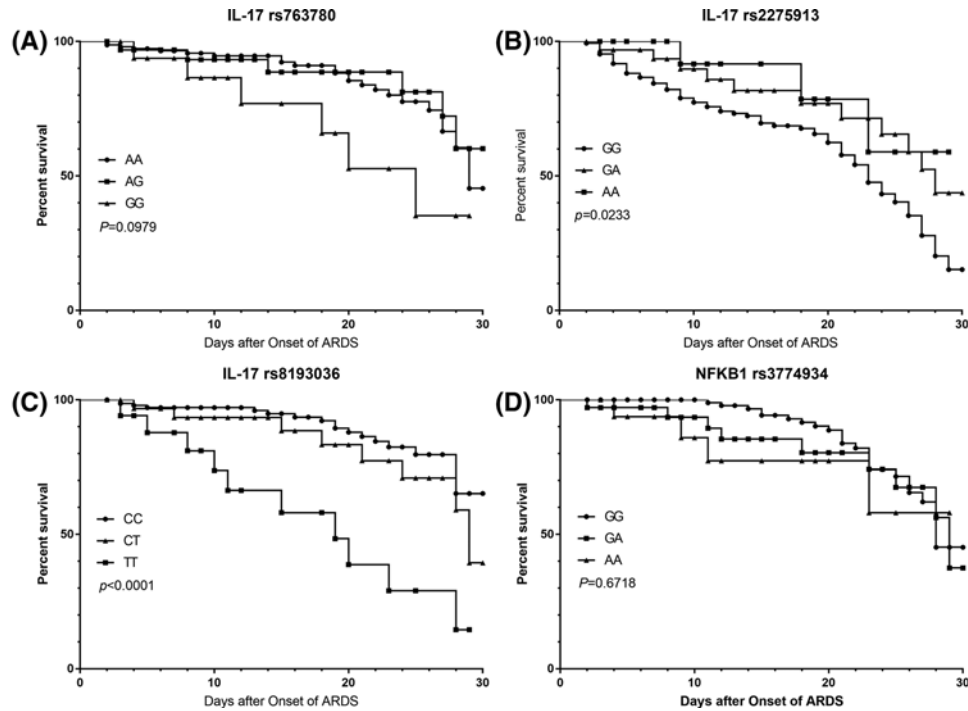 IL-17 rs763780
(A)
100
50
0
Percent survival
AA
AG
GG
P=0.0979
0
10
20
30
Days after Onset of ARDS
IL-17 rs2275913
(B)
100
50
0
Percent survival
GG
GA
AA
p=0.0233
0
10
20
30
Days after Onset of ARDS
IL-17 rs8193036
(C)
100
50
0
Percent survival
CC
CT
TT
p<0.0001
0
10
20
30
Days after Onset of ARDS
NFKB1 rs3774934
(D)
100
50
0
Percent survival
GG
GA
AA
P=0.6718
0
10
20
30
Days after Onset of ARDS